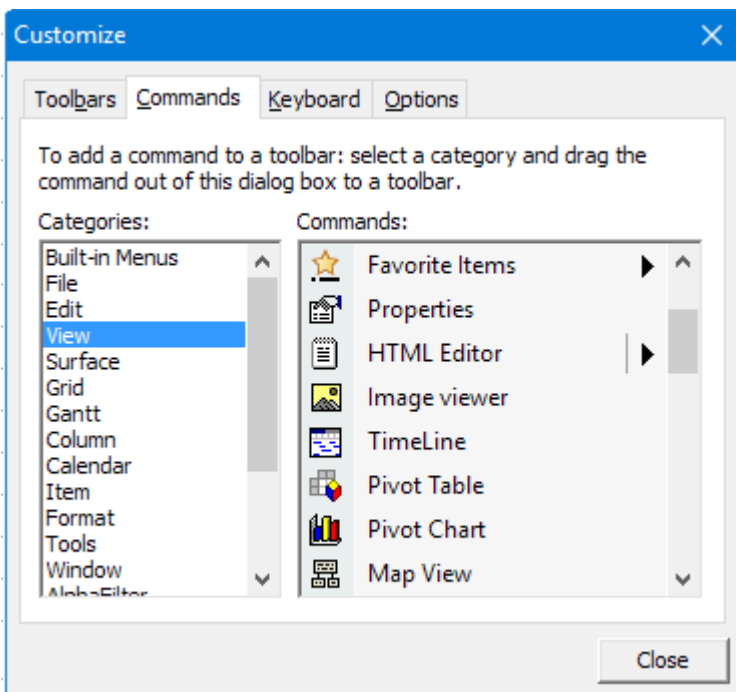 Customize
Toolbars Commands Keyboard Options
To add a command to a toolbar: select a category and drag the
command out of this dialog box to a toolbar.
Categories:
Built-in Menus
File
Edit
View
Surface
Grid
Gantt
Column
Calendar
Item
Format
Tools
Window
AlphaFilter
Commands:
Favorite Items
Properties
HTML Editor
Image viewer
TimeLine
Pivot Table
Pivot Chart
Map View
Close